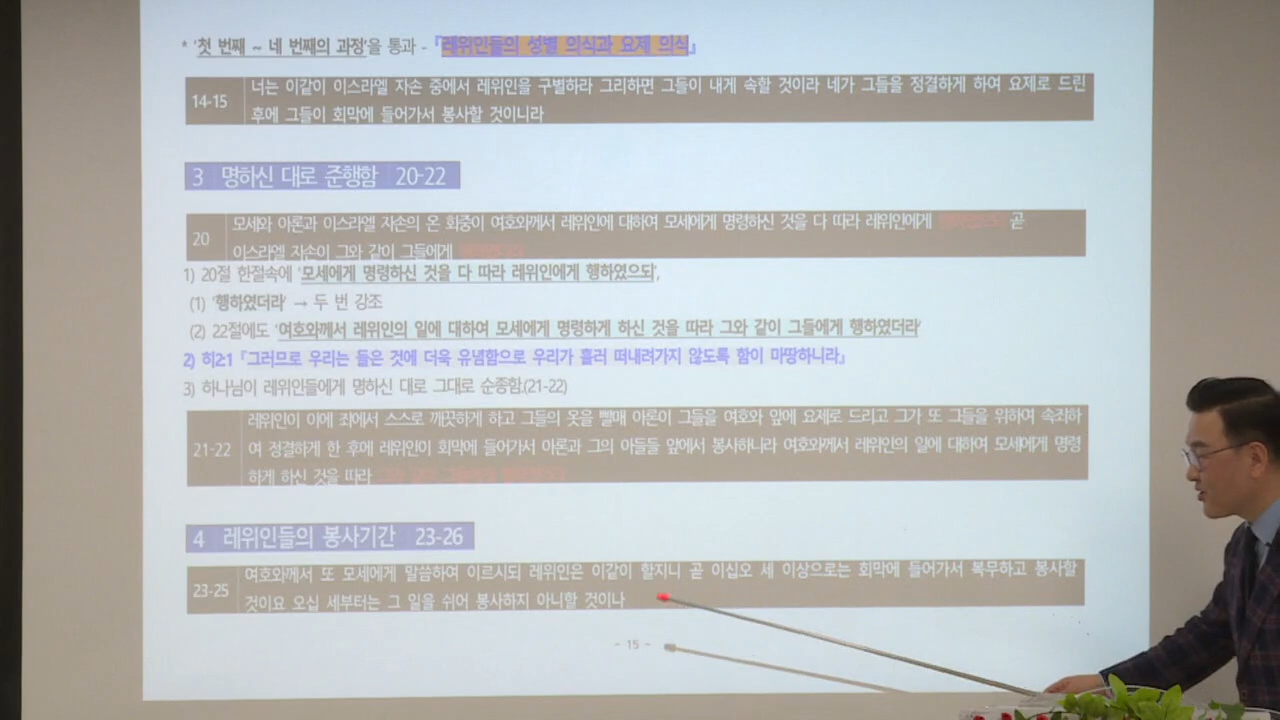 * '첫 번째 ~ 네 번째의 과정'을 통과 - 『레위인들의 성별 의식과 요제 의식』
14-15 너는 이같이 이스라엘 자손 중에서 레위인을 구별하라 그리하면 그들이 내게 속할 것이라 네가 그들을 정결하게 하여 요제로 드린
후에 그들이 회막에 들어가서 봉사할 것이니라
3 명하신 대로 준행함 20-22
20 모세와 아론과 이스라엘 자손의 온 회중이 여호와께서 레위인에 대하여 모세에게 명령하신 것을 다 따라 레위인에게 곧
이스라엘 자손이 그와 같이 그들에게
1) 20절 한절속에 '모세에게 명령하신 것을 다 따라 레위인에게 행하였으되',
(1) '행하였더라' → 두 번 강조
(2) 22절에도 '여호와께서 레위인의 일에 대하여 모세에게 명령하게 하신 것을 따라 그와 같이 그들에게 행하였더라'
2) 히2:1 『그러므로 우리는 들은 것에 더욱 유념함으로 우리가 흘러 떠내려가지 않도록 함이 마땅하니라』
3) 하나님이 레위인들에게 명하신 대로 그대로 순종함.(21-22)
21-22 레위인이 이에 죄에서 스스로 깨끗하게 하고 그들의 옷을 빨매 아론이 그들을 여호와 앞에 요제로 드리고 그가 또 그들을 위하여 속죄하
여 정결하게 한 후에 레위인이 회막에 들어가서 아론과 그의 아들들 앞에서 봉사하니라 여호와께서 레위인의 일에 대하여 모세에게 명령
하게 하신 것을 따라
4 레위인들의 봉사기간 23-26
23-25 여호와께서 또 모세에게 말씀하여 이르시되 레위인은 이같이 할지니 곧 이십오 세 이상으로는 회막에 들어가서 복무하고 봉사할
것이요 오십 세부터는 그 일을 쉬어 봉사하지 아니할 것이나
- 15 -